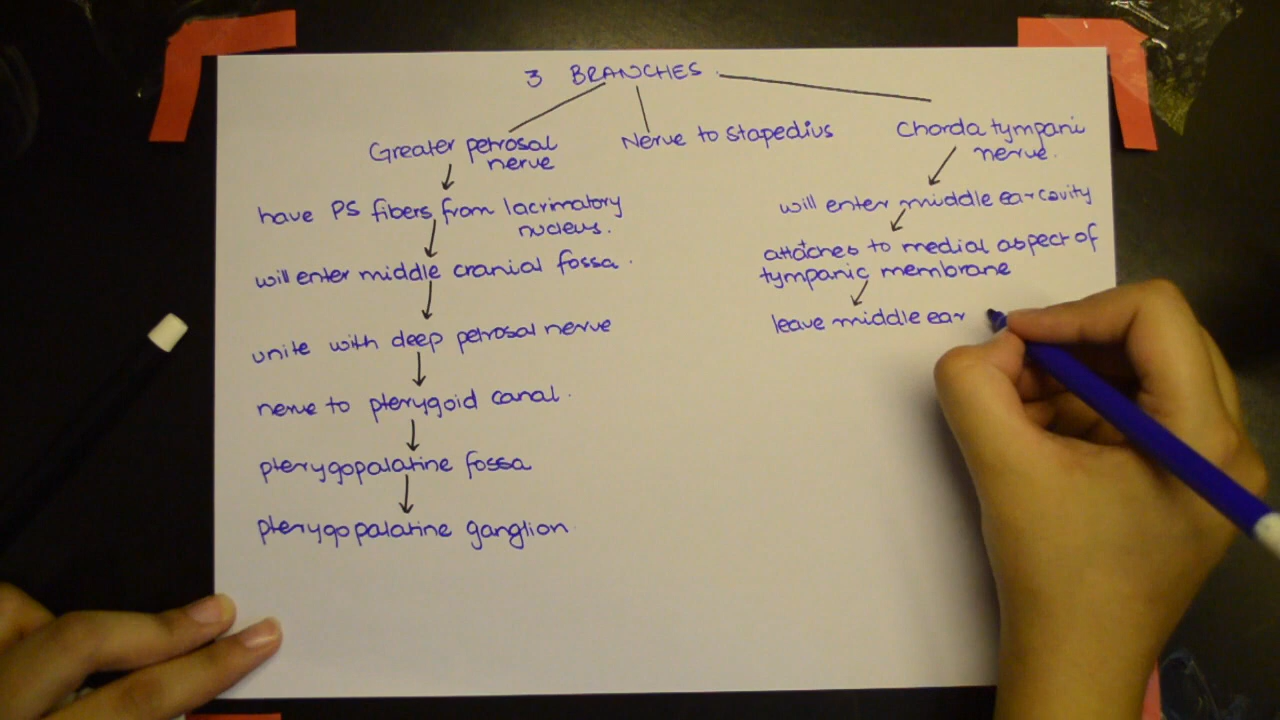 3 BRANCHES.
Greater petrosal nerve
have PS fibers from lacrimatory nucleus.
will enter middle cranial fossa.
unite with deep petrosal nerve
nerve to pterygoid canal.
pterygopalatine fossa
pterygopalatine ganglion.
Nerve to stapedius
Chorda tympani nerve.
will enter middle ear cavity
attatches to medial aspect of
tympanic membrane
leave middle ear